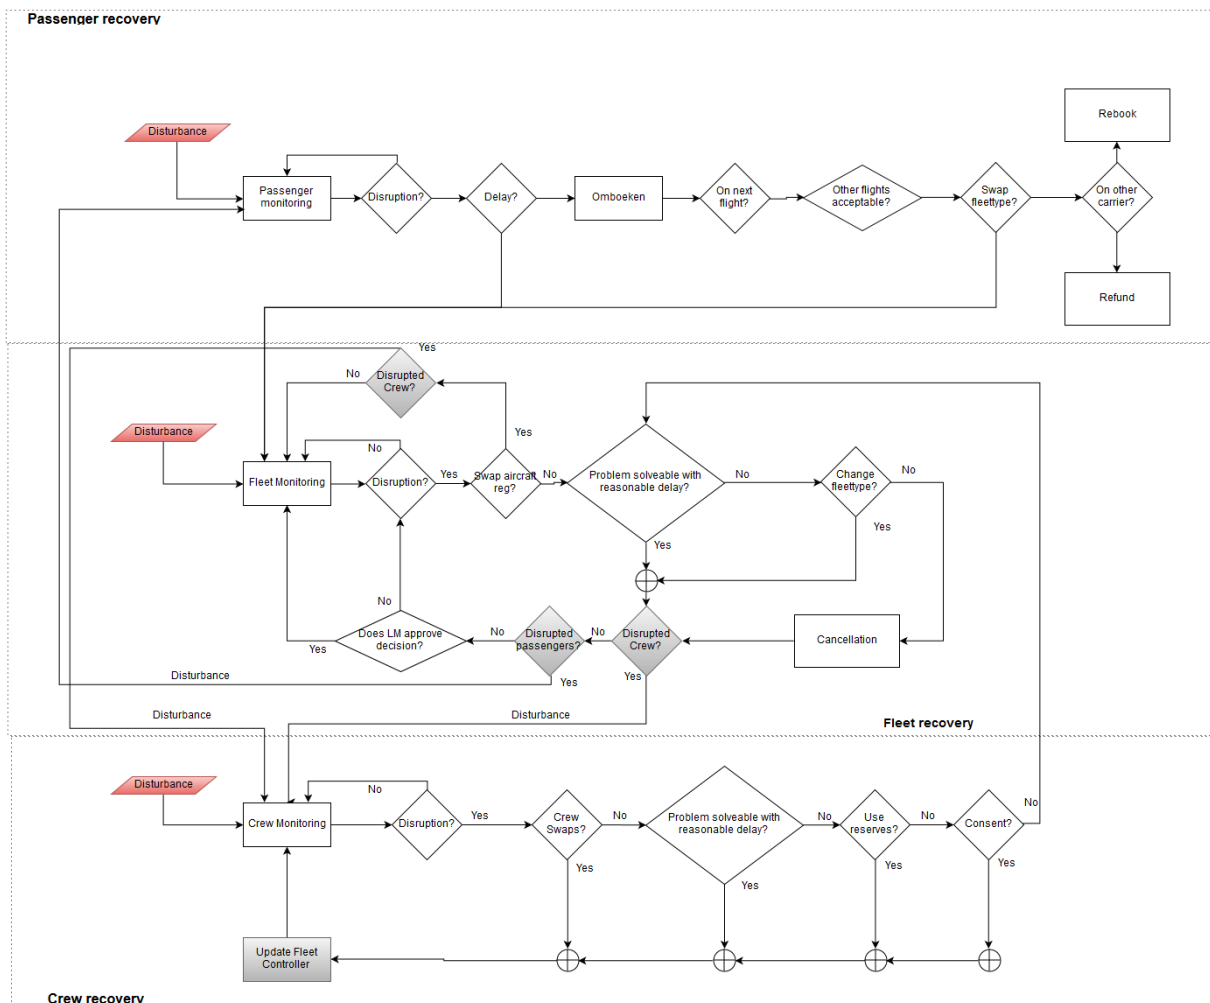 Passenger recovery
Disturbance
Rebook
Passenger
monitoring
Disruption?
Delay?
Omboeken
On next
flight?
Other flights
acceptable?
Swap
fleettype?
On other
carrier?
Refund
Yes
No
Disrupted
Crew?
Disturbance
Yes
No
Fleet Monitoring
Disruption?
Yes
Swap aircraft
reg?
No
Problem solveable with
reasonable delay?
No
Change
fleettype?
No
Yes
Yes
No
Does LM approve
decision?
Yes
No
Disrupted
passengers?
No
Disrupted
Crew?
Cancellation
Disturbance
Yes
Yes
Disturbance
Disturbance
Fleet recovery
Disturbance
No
Crew Monitoring
Disruption?
Yes
Crew
Swaps?
No
Problem solveable with
reasonable delay?
No
Use
reserves?
No
Consent?
No
Yes
Yes
Yes
Yes
Update Fleet
Controller
Crew recovery